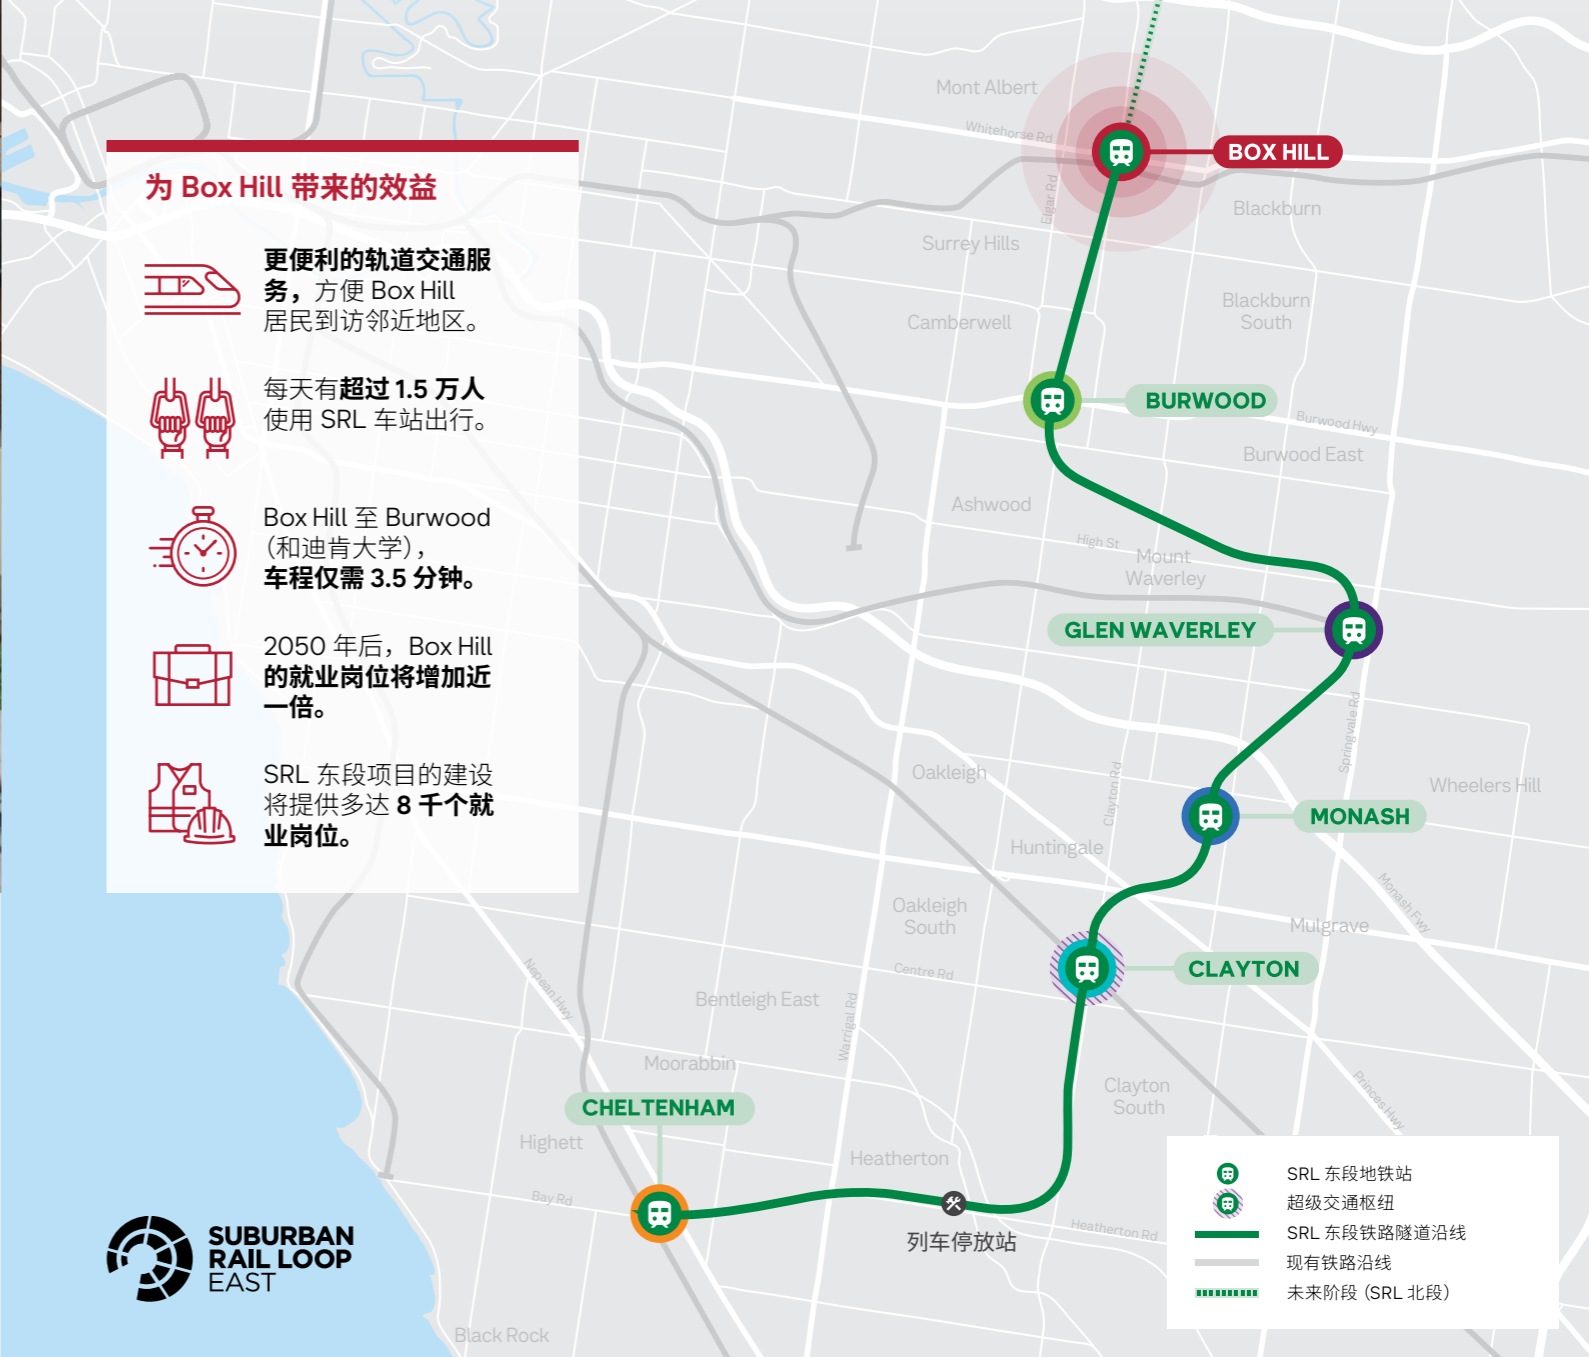 为 Box Hill 带来的效益
更便利的轨道交通服
务，方便 Box Hill
居民到访邻近地区。
每天有超过 1.5 万人
使用 SRL 车站出行。
Box Hill 至 Burwood
（和迪肯大学），
车程仅需 3.5 分钟。
2050 年后，Box Hill
的就业岗位将增加近
一倍。
SRL 东段项目的建设
将提供多达 8 千个就
业岗位。
Mont Albert
Whitehorse Rd
BOX HILL
Elgar Rd
Blackburn
Surrey Hills
Blackburn
South
Camberwell
BURWOOD
Burwood Hwy
Burwood East
Ashwood
High St
Mount
Waverley
GLEN WAVERLEY
Springvale Rd
Oakleigh
Clayton Rd
Wheelers Hill
MONASH
Huntingale
Monash Fwy
Oakleigh
South
Mulgrave
Centre Rd
CLAYTON
Nepean Hwy
Bentleigh East
Warrigal Rd
Moorabbin
Clayton
South
Princes Hwy
CHELTENHAM
Highett
Heatherton
Bay Rd
列车停放站
Heatherton Rd
Black Rock
SUBURBAN
RAIL LOOP
EAST
SRL 东段地铁站
超级交通枢纽
SRL 东段铁路隧道沿线
现有铁路沿线
未来阶段（SRL 北段）